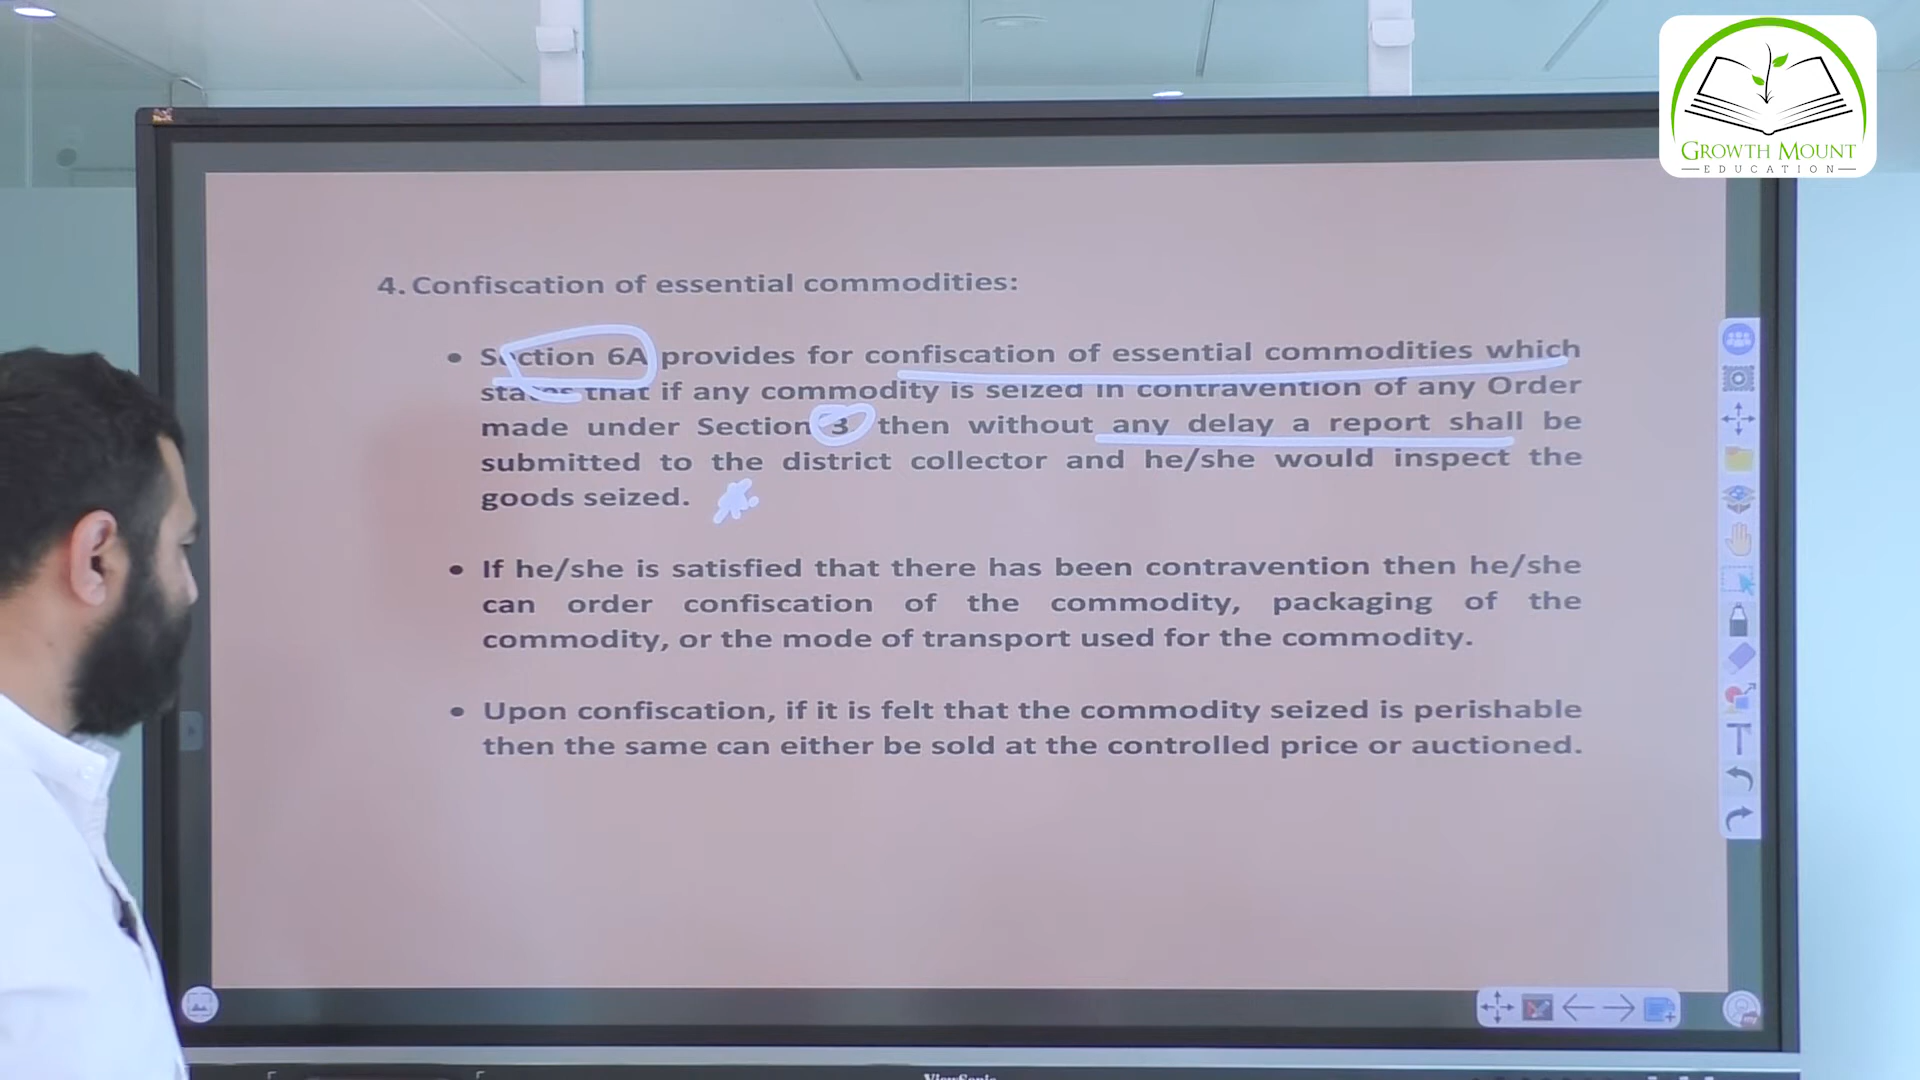 GROWTH MOUNT
EDUCATION
4. Confiscation of essential commodities:
• Section 6A provides for confiscation of essential commodities which
states that if any commodity is seized in contravention of any Order
made under Section 3 then without any delay a report shall be
submitted to the district collector and he/she would inspect the
goods seized.
• If he/she is satisfied that there has been contravention then he/she
can order confiscation of the commodity, packaging of the
commodity, or the mode of transport used for the commodity.
• Upon confiscation, if it is felt that the commodity seized is perishable
then the same can either be sold at the controlled price or auctioned.
T
ViewSonic